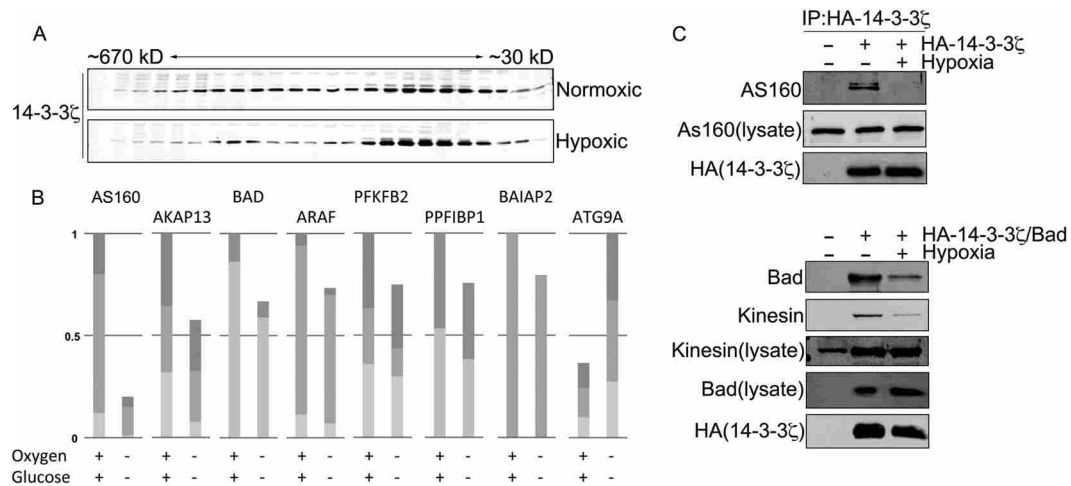 A
~670 kD
~30 kD
14-3-3ζ
Normoxic
Hypoxic
B
AS160 BAD PFKFB2 BAIAP2
AKAP13 ARAF PPFIBP1 ATG9A
1
0.5
0
Oxygen + - + - + - + - + - + - + - + -
Glucose + - + - + - + - + - + - + - + -
C
IP:HA-14-3-3ζ
- + + HA-14-3-3ζ
- + Hypoxia
AS160
As160(lysate)
HA(14-3-3ζ)
- + + HA-14-3-3ζ/Bad
- + Hypoxia
Bad
Kinesin
Kinesin(lysate)
Bad(lysate)
HA(14-3-3ζ)